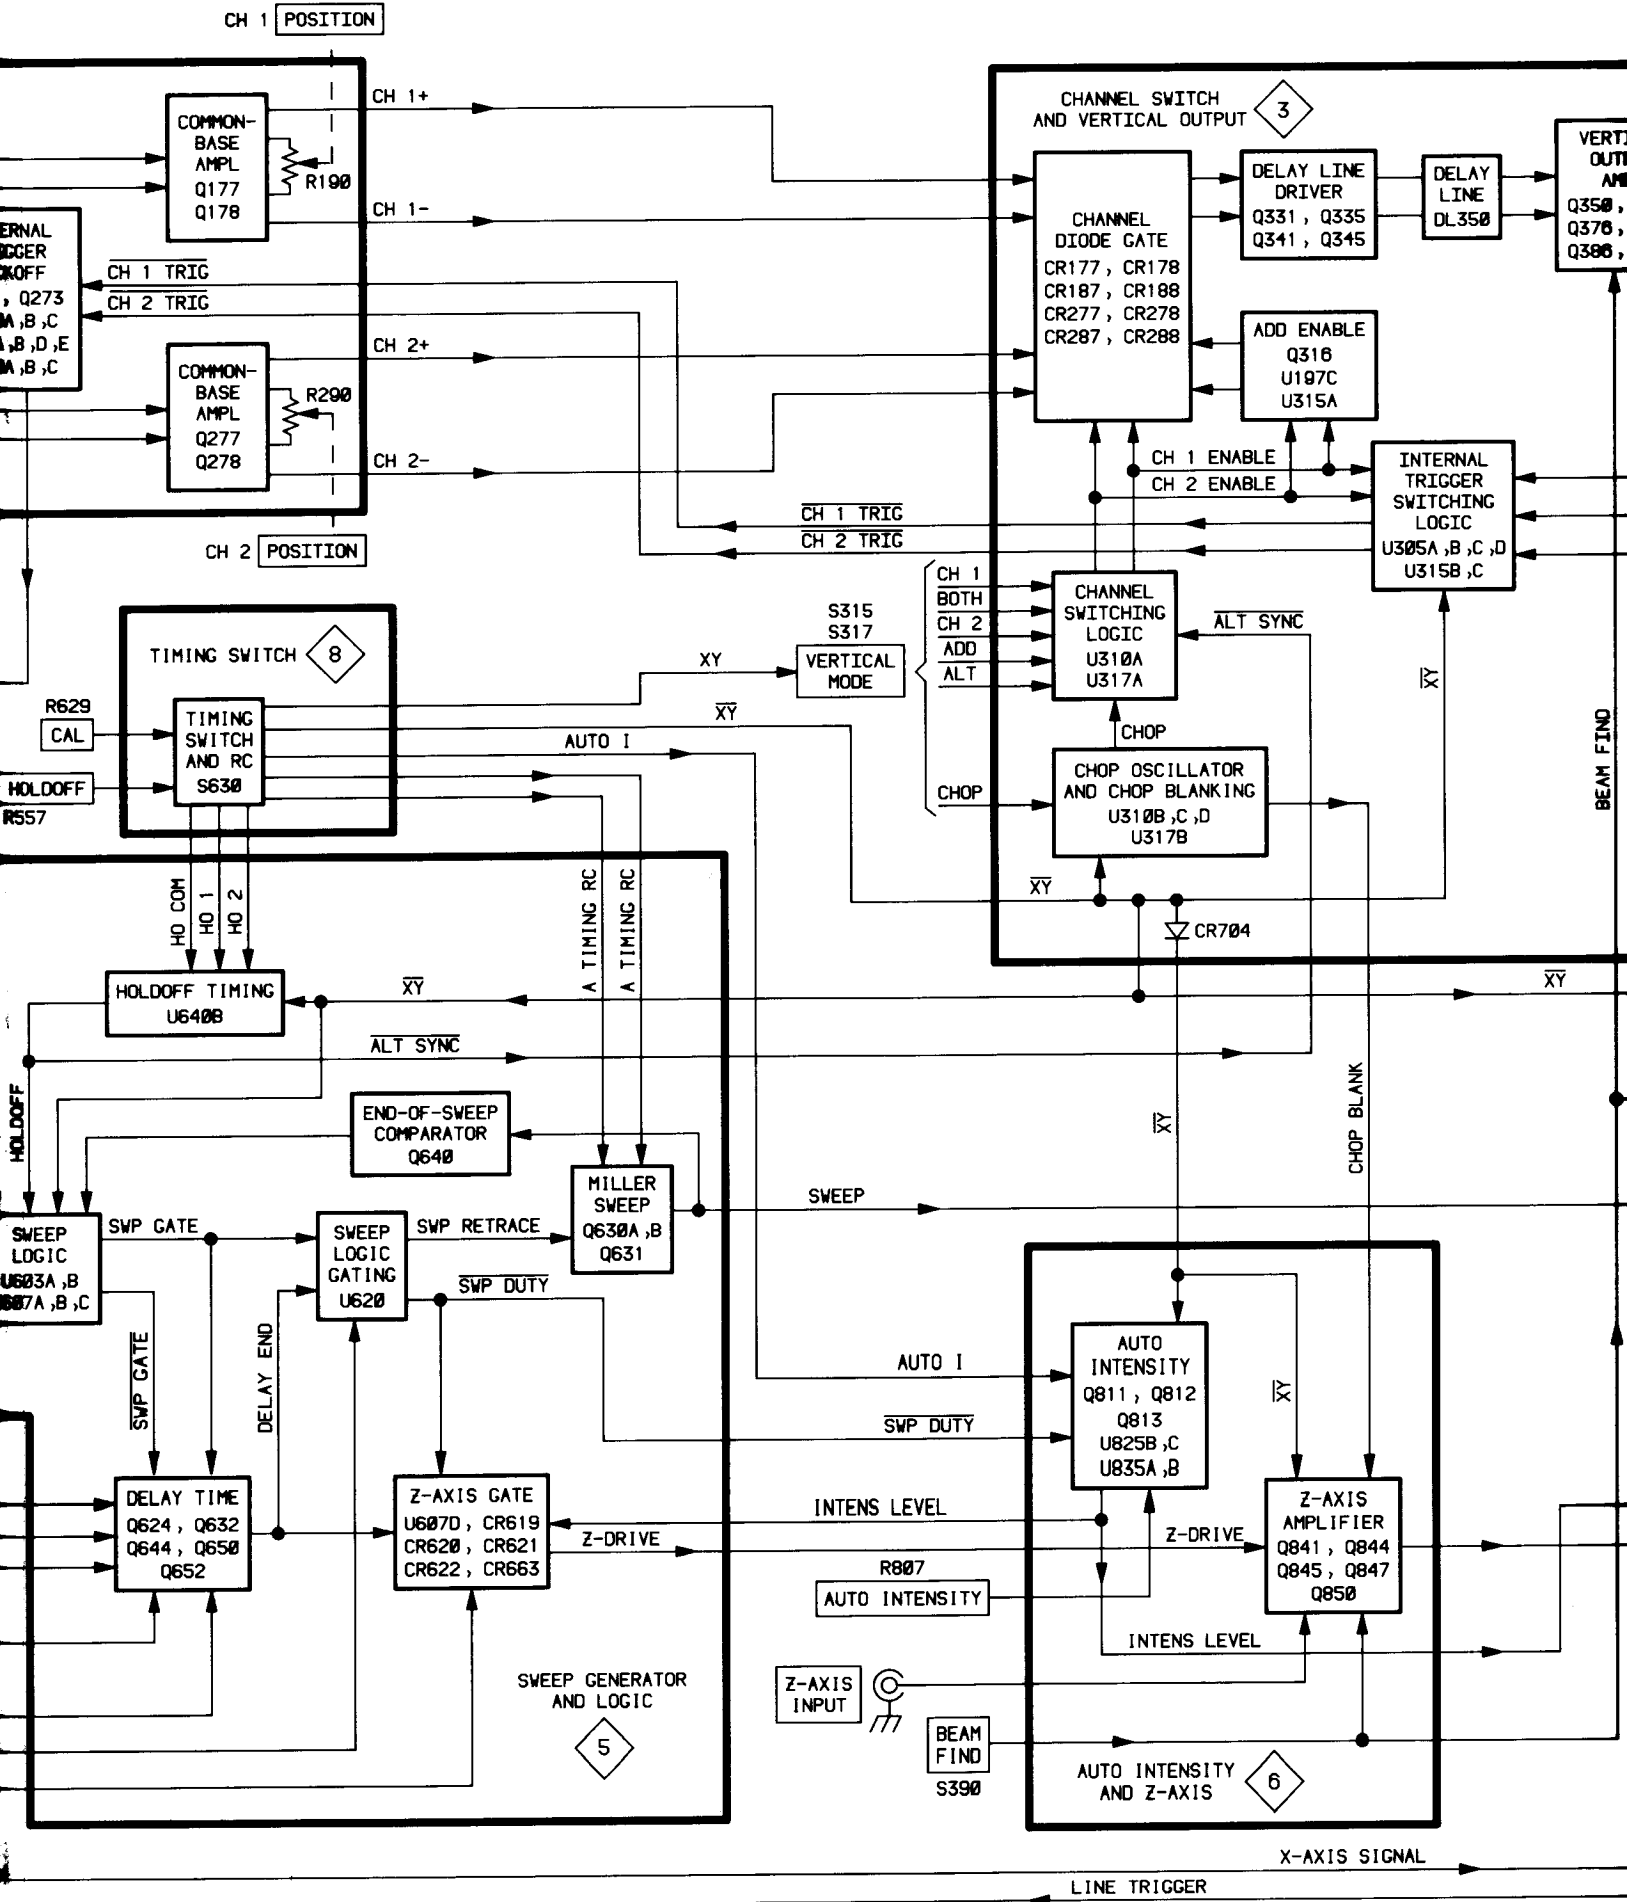 CH 1 POSITION
COMMON-
BASE
AMPL
Q177
Q178
R190
CH 1+
CH 1-
CH 1 TRIG
CH 2 TRIG
, Q273
,B,C
,B,D,E
A,B,C
COMMON-
BASE
AMPL
Q277
Q278
R290
CH 2+
CH 2-
CH 2 POSITION
CHANNEL SWITCH
AND VERTICAL OUTPUT
3
CHANNEL
DIODE GATE
CR177, CR178
CR187, CR188
CR277, CR278
CR287, CR288
DELAY LINE
DRIVER
Q331, Q335
Q341, Q345
DELAY
LINE
DL350
Q350,
Q376,
Q386,
ADD ENABLE
Q316
U197C
U315A
CH 1 ENABLE
CH 2 ENABLE
INTERNAL
TRIGGER
SWITCHING
LOGIC
U305A,B,C,D
U315B,C
CH 1 TRIG
CH 2 TRIG
CH 1
BOTH
CH 2
ADD
ALT
CHANNEL
SWITCHING
LOGIC
U310A
U317A
ALT SYNC
S315
S317
VERTICAL
MODE
XY
XY
XY
CHOP
CHOP
CHOP OSCILLATOR
AND CHOP BLANKING
U310B,C,D
U317B
XY
CR704
BEAM FIND
TIMING SWITCH
8
R629
CAL
HOLDOFF
R557
TIMING
SWITCH
AND RC
S630
AUTO I
HO COM
HO 1
HO 2
A TIMING RC
A TIMING RC
HOLDOFF TIMING
U640B
XY
XY
ALT SYNC
HOLDOFF
END-OF-SWEEP
COMPARATOR
Q640
MILLER
SWEEP
Q630A,B
Q631
SWEEP
XY
CHOP BLANK
SWEEP
LOGIC
U603A,B
U607A,B,C
SWP GATE
SWEEP
LOGIC
GATING
U620
SWP RETRACE
SWP DUTY
SWP GATE
DELAY END
AUTO I
SWP DUTY
AUTO
INTENSITY
Q811, Q812
Q813
U825B,C
U835A,B
XY
DELAY TIME
Q624, Q632
Q644, Q650
Q652
Z-AXIS GATE
U607D, CR619
CR620, CR621
CR622, CR663
INTENS LEVEL
Z-DRIVE
Z-DRIVE
Z-AXIS
AMPLIFIER
Q841, Q844
Q845, Q847
Q850
R807
AUTO INTENSITY
INTENS LEVEL
Z-AXIS
INPUT
BEAM
FIND
S390
SWEEP GENERATOR
AND LOGIC
5
AUTO INTENSITY
AND Z-AXIS
6
X-AXIS SIGNAL
LINE TRIGGER